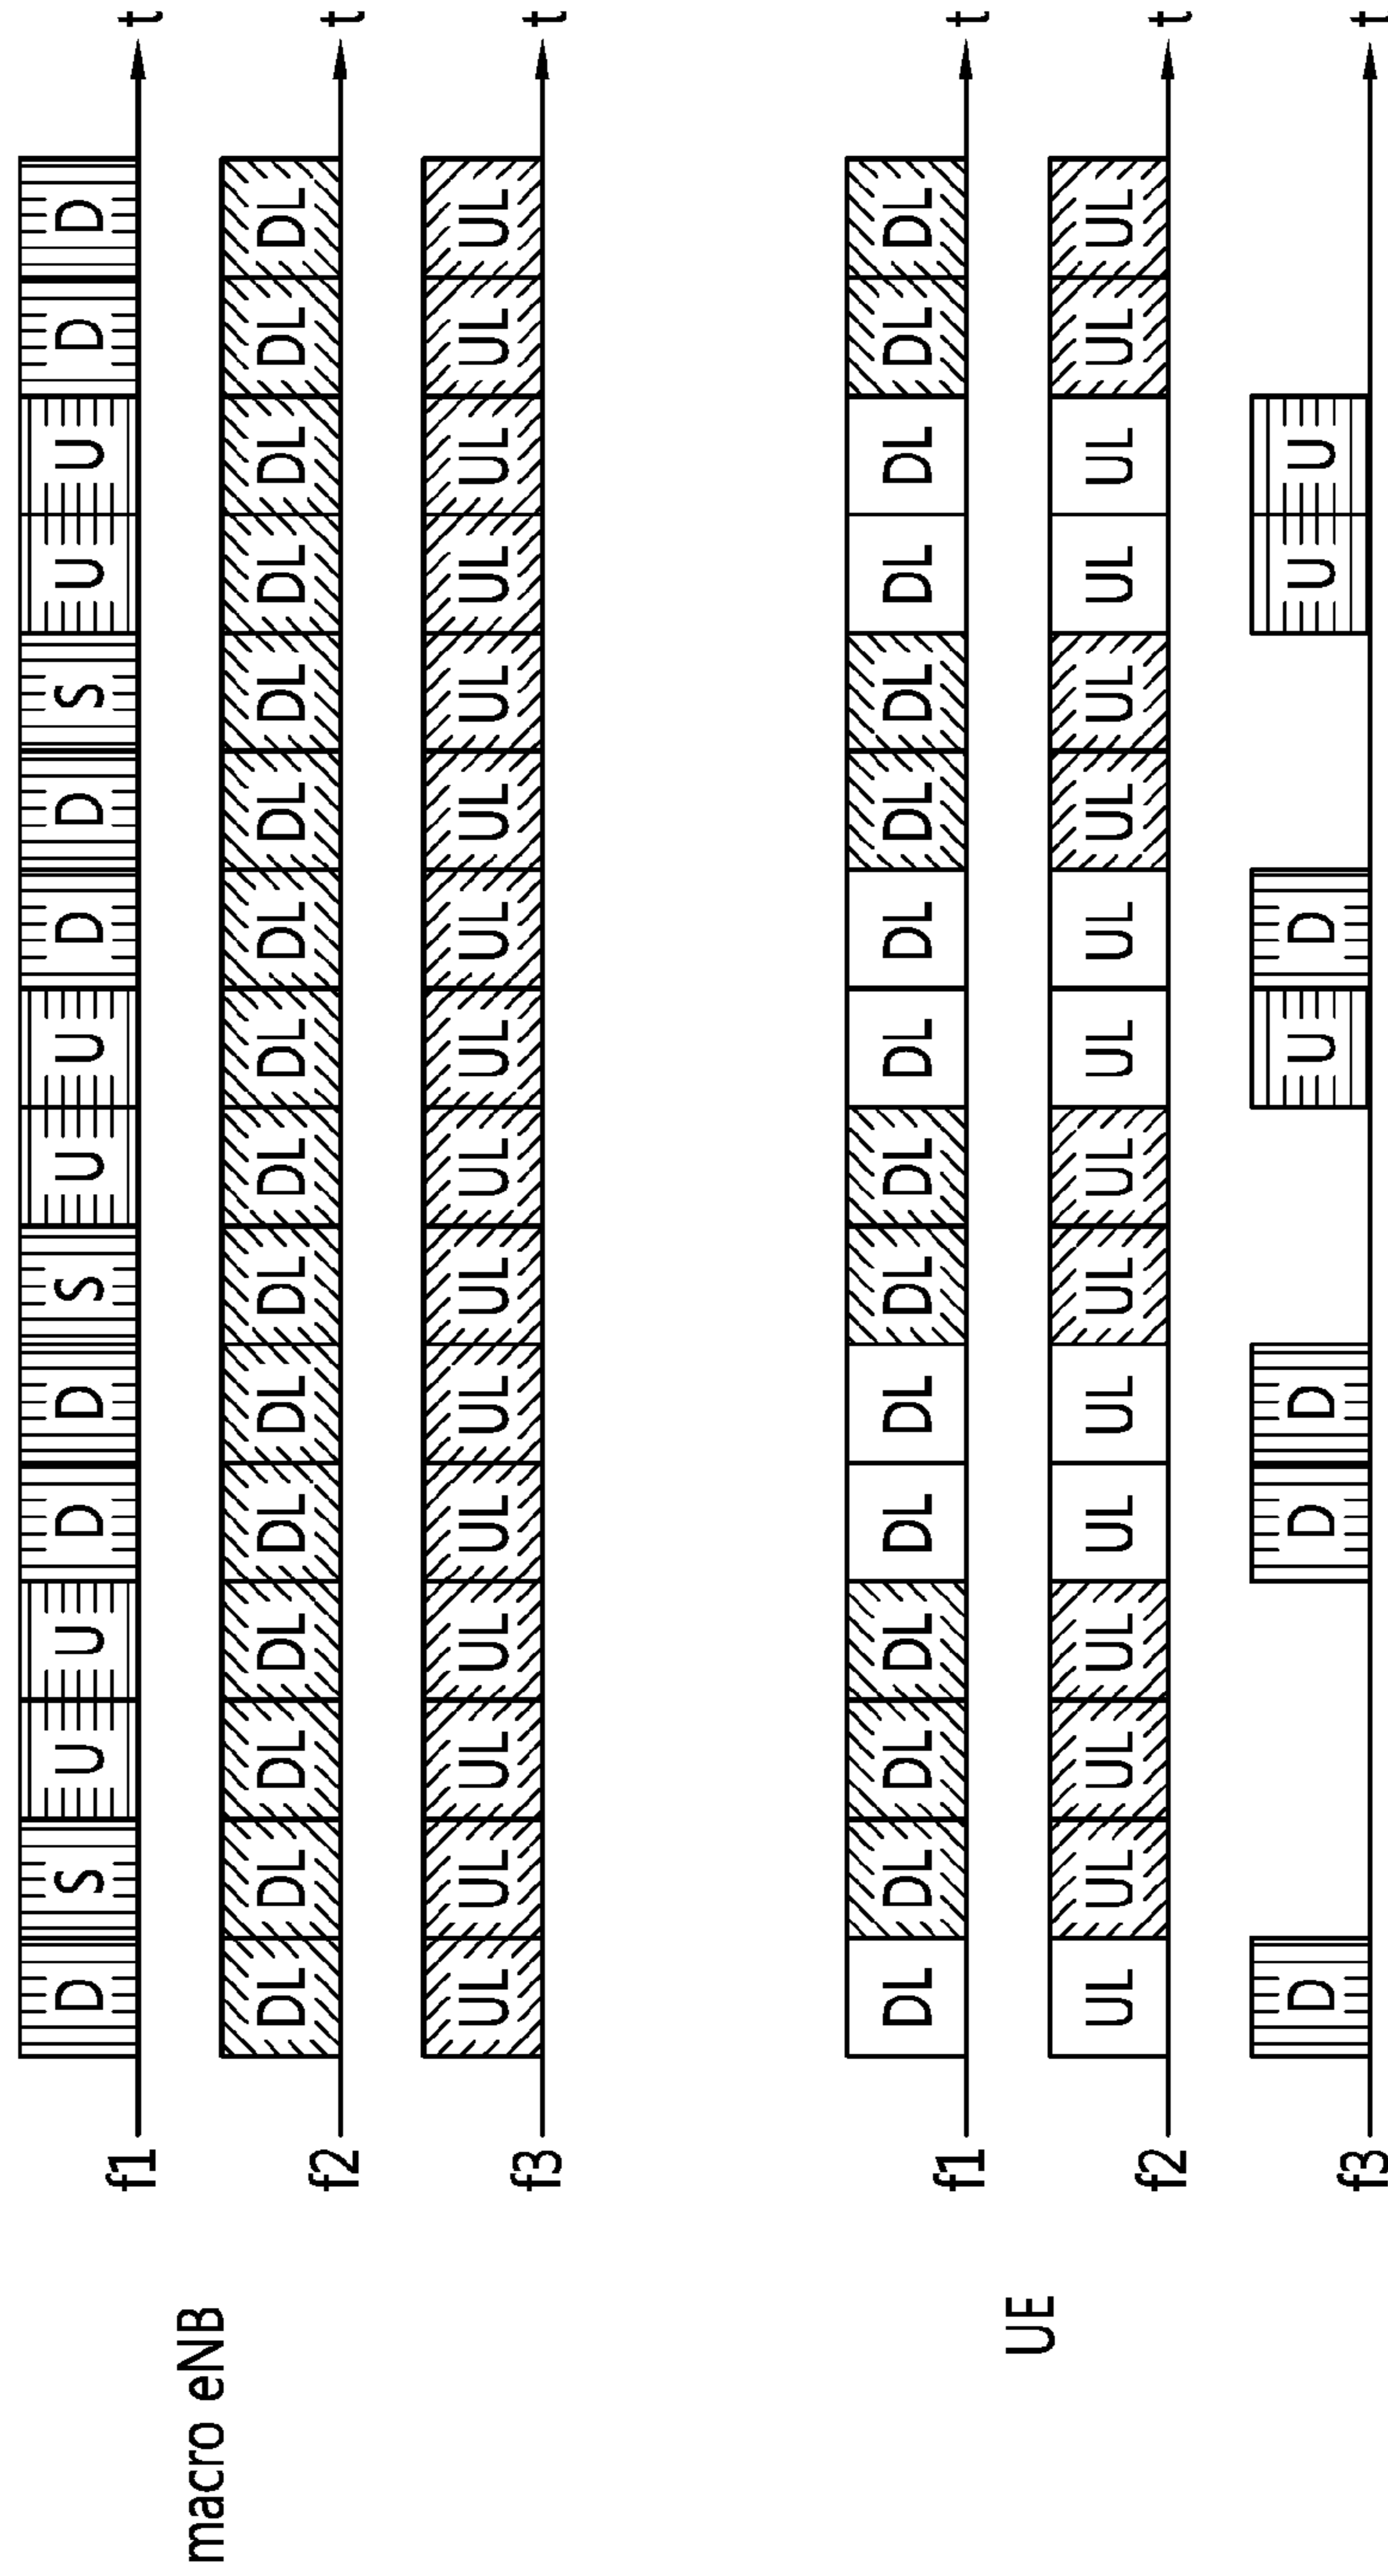 macro eNB
f1 D S U U D D S U U D D S U U D D t
f2 DL DL DL DL DL DL DL DL DL DL DL DL DL DL DL DL t
f3 UL UL UL UL UL UL UL UL UL UL UL UL UL UL UL UL t
UE
f1 DL DL DL DL DL DL DL DL DL DL DL DL DL DL DL DL t
f2 UL UL UL UL UL UL UL UL UL UL UL UL UL UL UL UL t
f3 D D D U D U U t